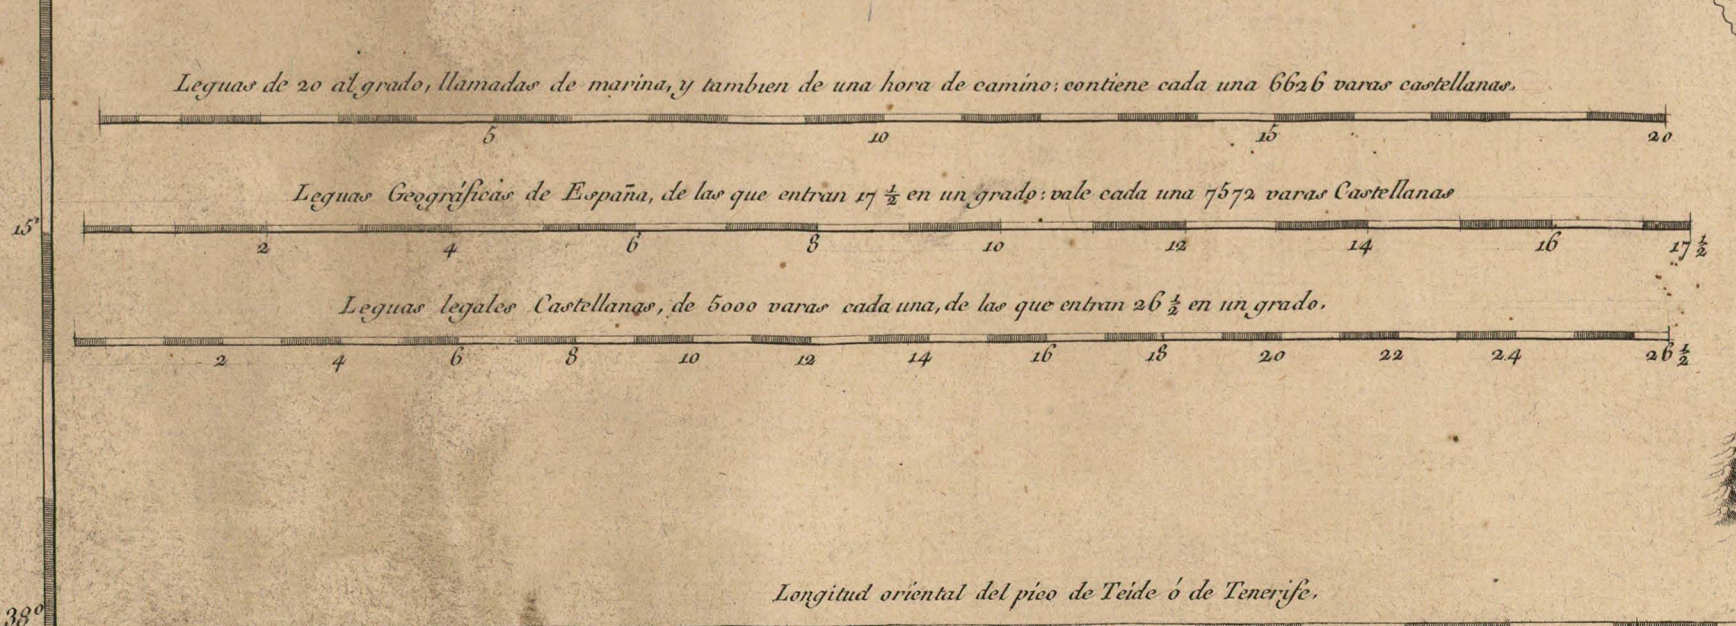 Leguas de 20 al grado, llamadas de marina, y tambien de una hora de camino: contiene cada una 6626 varas castellanas.
5 10 15 20
Leguas Geográficas de España, de las que entran 17 ½ en un grado: vale cada una 7572 varas Castellanas
15'
2 4 6 8 10 12 14 16 17 ½
Leguas legales Castellanas, de 5000 varas cada una, de las que entran 26 ½ en un grado.
2 4 6 8 10 12 14 16 18 20 22 24 26 ½
Longitud oriental del pico de Teíde ó de Tenerife.
38º